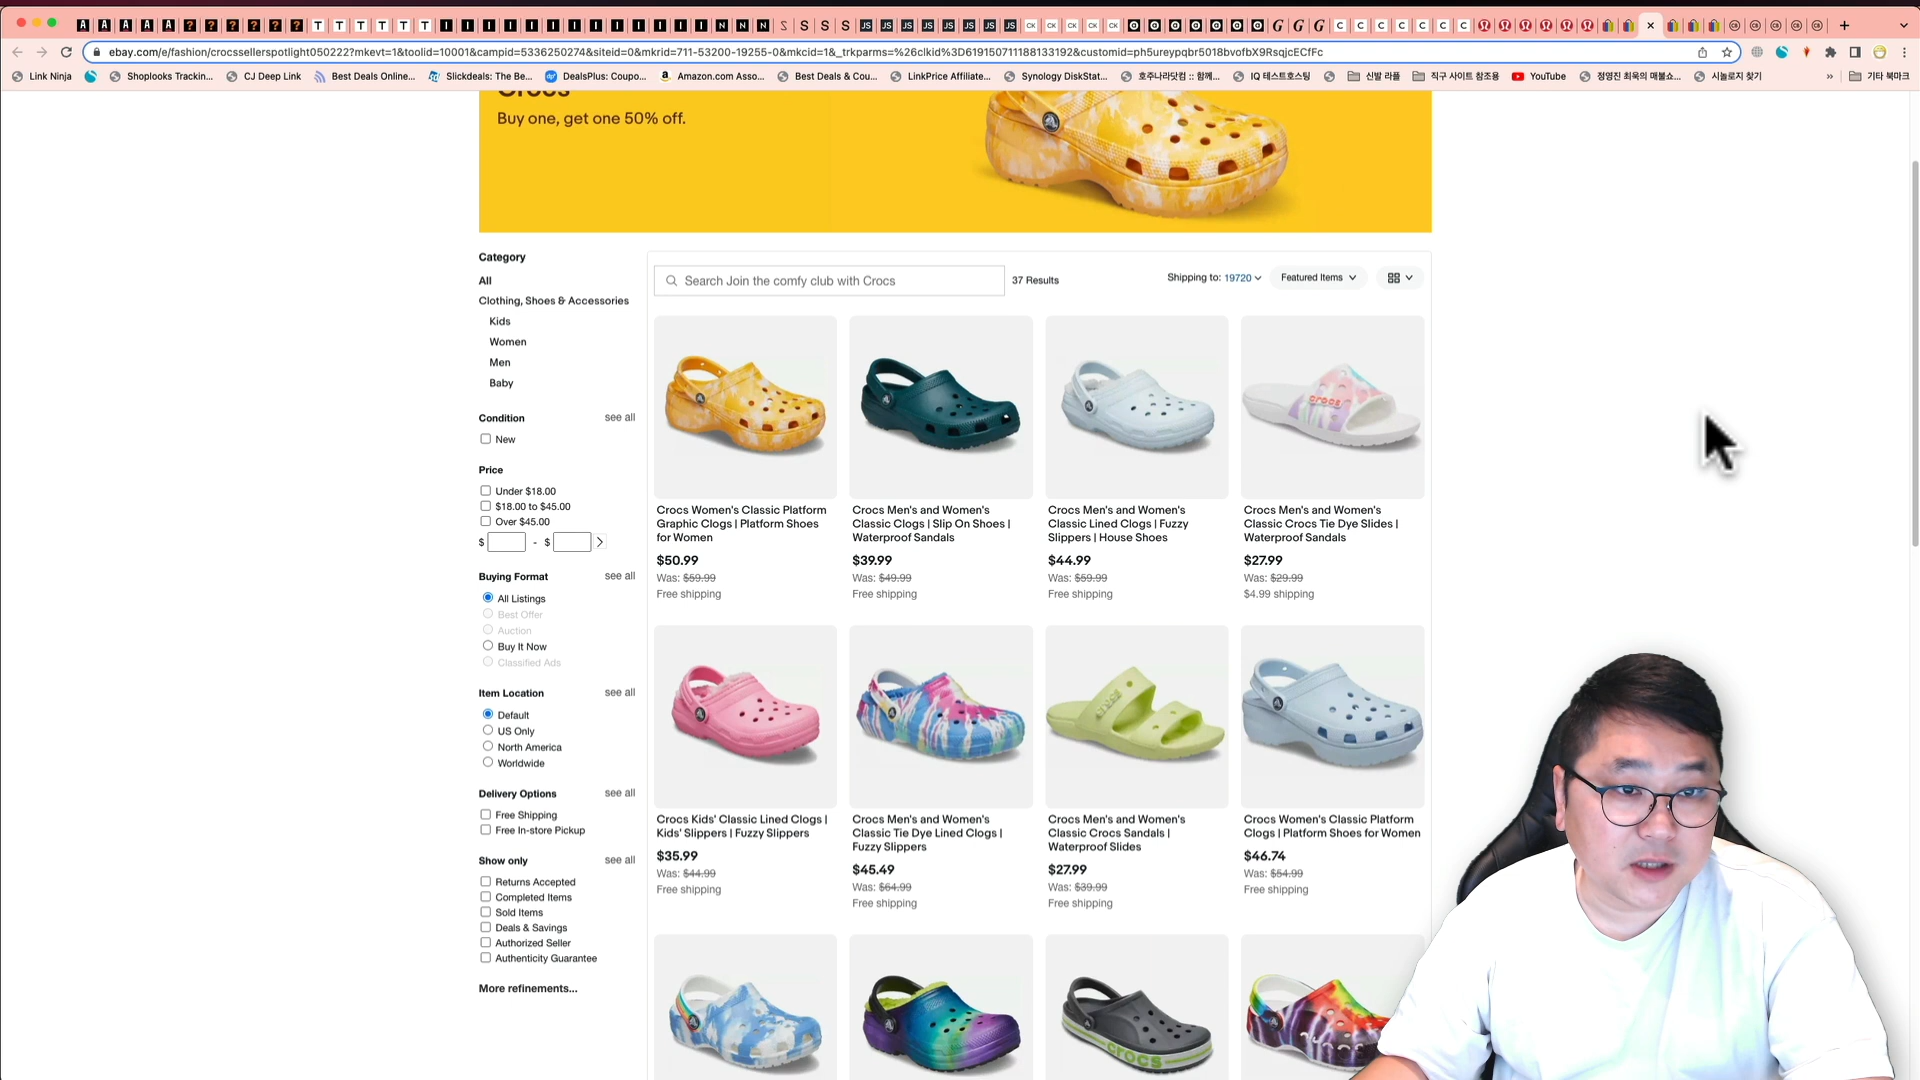 ebay.com/e/fashion/crocssellerspotlight050222?mkevt=1&toolid=10001&campid=5336250274&siteid=0&mkrid=711-53200-19255-0&mkcid=1&_trkparms=%26clkid%3D6191507111881331928&customid=ph5ureypqbr5018bvofbX9RsqjcECfFc
Link Ninja
Shoplooks Trackin...
CJ Deep Link
Best Deals Online...
Slickdeals: The Be...
DealsPlus: Coupo...
Amazon.com Asso...
Best Deals & Cou...
LinkPrice Affiliate...
Synology DiskStat...
호주나라닷컴 :: 함께...
IQ 테스트호스팅
신발 라플
직구 사이트 참조용
YouTube
정영진 최욱의 매불쇼...
시놀로지 찾기
»
기타 북마크
Crocs
Buy one, get one 50% off.
Category
All
Clothing, Shoes & Accessories
Kids
Women
Men
Baby
Condition see all
New
Price
Under $18.00
$18.00 to $45.00
Over $45.00
$ - $
Buying Format see all
All Listings
Best Offer
Auction
Buy It Now
Classified Ads
Item Location see all
Default
US Only
North America
Worldwide
Delivery Options see all
Free Shipping
Free In-store Pickup
Show only see all
Returns Accepted
Completed Items
Sold Items
Deals & Savings
Authorized Seller
Authenticity Guarantee
More refinements...
Search Join the comfy club with Crocs
37 Results
Shipping to: 19720
Featured Items
Crocs Women's Classic Platform
Graphic Clogs | Platform Shoes
for Women
$50.99
Was: $59.99
Free shipping
Crocs Men's and Women's
Classic Clogs | Slip On Shoes |
Waterproof Sandals
$39.99
Was: $49.99
Free shipping
Crocs Men's and Women's
Classic Lined Clogs | Fuzzy
Slippers | House Shoes
$44.99
Was: $59.99
Free shipping
crocs
Crocs Men's and Women's
Classic Crocs Tie Dye Slides |
Waterproof Sandals
$27.99
Was: $29.99
$4.99 shipping
Crocs Kids' Classic Lined Clogs |
Kids' Slippers | Fuzzy Slippers
$35.99
Was: $44.99
Free shipping
Crocs Men's and Women's
Classic Tie Dye Lined Clogs |
Fuzzy Slippers
$45.49
Was: $64.99
Free shipping
Crocs Men's and Women's
Classic Crocs Sandals |
Waterproof Slides
$27.99
Was: $39.99
Free shipping
Crocs Women's Classic Platform
Clogs | Platform Shoes for Women
$46.74
Was: $54.99
Free shipping
crocs